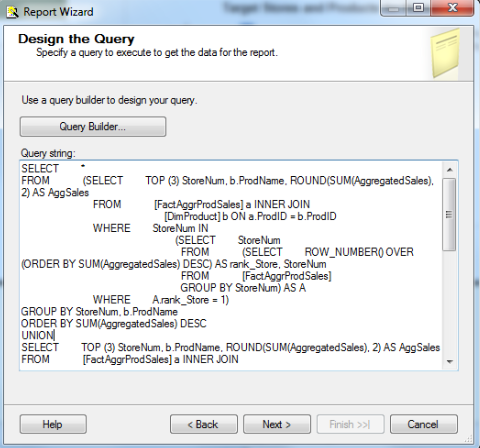 Report Wizard
Target Stores and Products
Design the Query
Specify a query to execute to get the data for the report.
Use a query builder to design your query.
Query Builder...
Query string:
SELECT *
FROM (SELECT TOP (3) StoreNum, b.ProdName, ROUND(SUM(AggregatedSales),
2) AS AggSales
FROM [FactAggrProdSales] a INNER JOIN
[DimProduct] b ON a.ProdID = b.ProdID
WHERE StoreNum IN
(SELECT StoreNum
FROM (SELECT ROW_NUMBER() OVER
(ORDER BY SUM(AggregatedSales) DESC) AS rank_Store, StoreNum
FROM [FactAggrProdSales]
GROUP BY StoreNum) AS A
WHERE A.rank_Store = 1)
GROUP BY StoreNum, b.ProdName
ORDER BY SUM(AggregatedSales) DESC
UNION
SELECT TOP (3) StoreNum, b.ProdName, ROUND(SUM(AggregatedSales), 2) AS AggSales
FROM [FactAggrProdSales] a INNER JOIN
Help
< Back
Next >
Finish >>|
Cancel